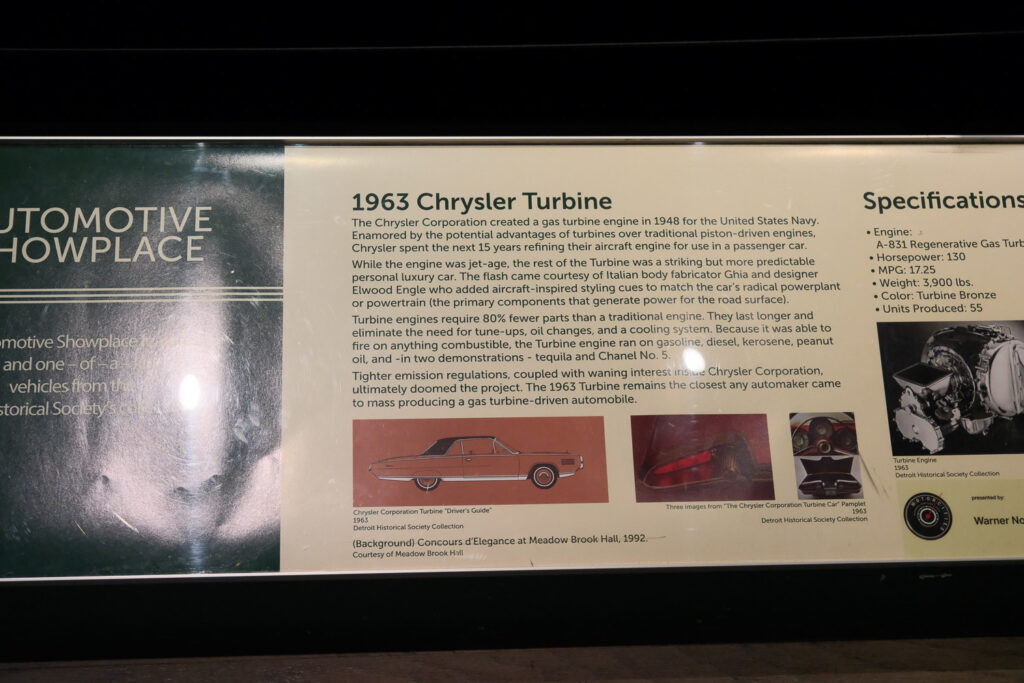 UTOMOTIVE
HOWPLACE
omotive Showplace
and one – of – a –
vehicles from the
storical Society's
1963 Chrysler Turbine
The Chrysler Corporation created a gas turbine engine in 1948 for the United States Navy.
Enamored by the potential advantages of turbines over traditional piston-driven engines,
Chrysler spent the next 15 years refining their aircraft engine for use in a passenger car.
While the engine was jet-age, the rest of the Turbine was a striking but more predictable
personal luxury car. The flash came courtesy of Italian body fabricator Ghia and designer
Elwood Engle who added aircraft-inspired styling cues to match the car's radical powerplant
or powertrain (the primary components that generate power for the road surface).
Turbine engines require 80% fewer parts than a traditional engine. They last longer and
eliminate the need for tune-ups, oil changes, and a cooling system. Because it was able to
fire on anything combustible, the Turbine engine ran on gasoline, diesel, kerosene, peanut
oil, and -in two demonstrations - tequila and Chanel No. 5.
Tighter emission regulations, coupled with waning interest inside Chrysler Corporation,
ultimately doomed the project. The 1963 Turbine remains the closest any automaker came
to mass producing a gas turbine-driven automobile.
Chrysler Corporation Turbine "Driver's Guide"
1963
Detroit Historical Society Collection
Three images from "The Chrysler Corporation Turbine Car" Pamplet
1963
Detroit Historical Society Collection
(Background) Concours d'Elegance at Meadow Brook Hall, 1992.
Courtesy of Meadow Brook Hall
Specifications
• Engine:
A-831 Regenerative Gas Turb
• Horsepower: 130
• MPG: 17.25
• Weight: 3,900 lbs.
• Color: Turbine Bronze
• Units Produced: 55
Turbine Engine
1963
Detroit Historical Society Collection
presented by:
Warner No